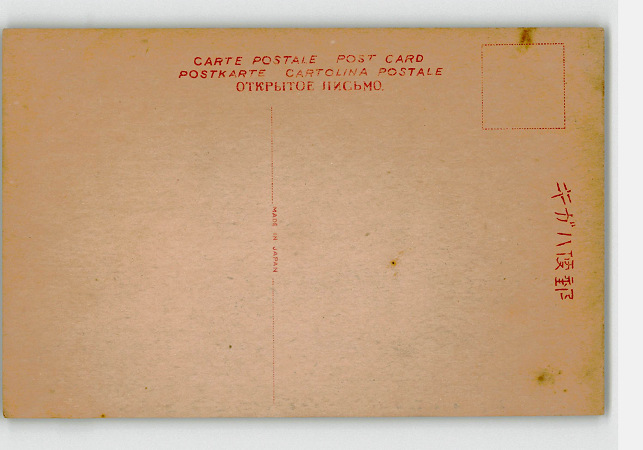 CARTE POSTALE POST CARD
POSTKARTE CARTOLINA POSTALE
ОТКРЫТОЕ ПИСЬМО.
MADE IN JAPAN
郵便ハガキ